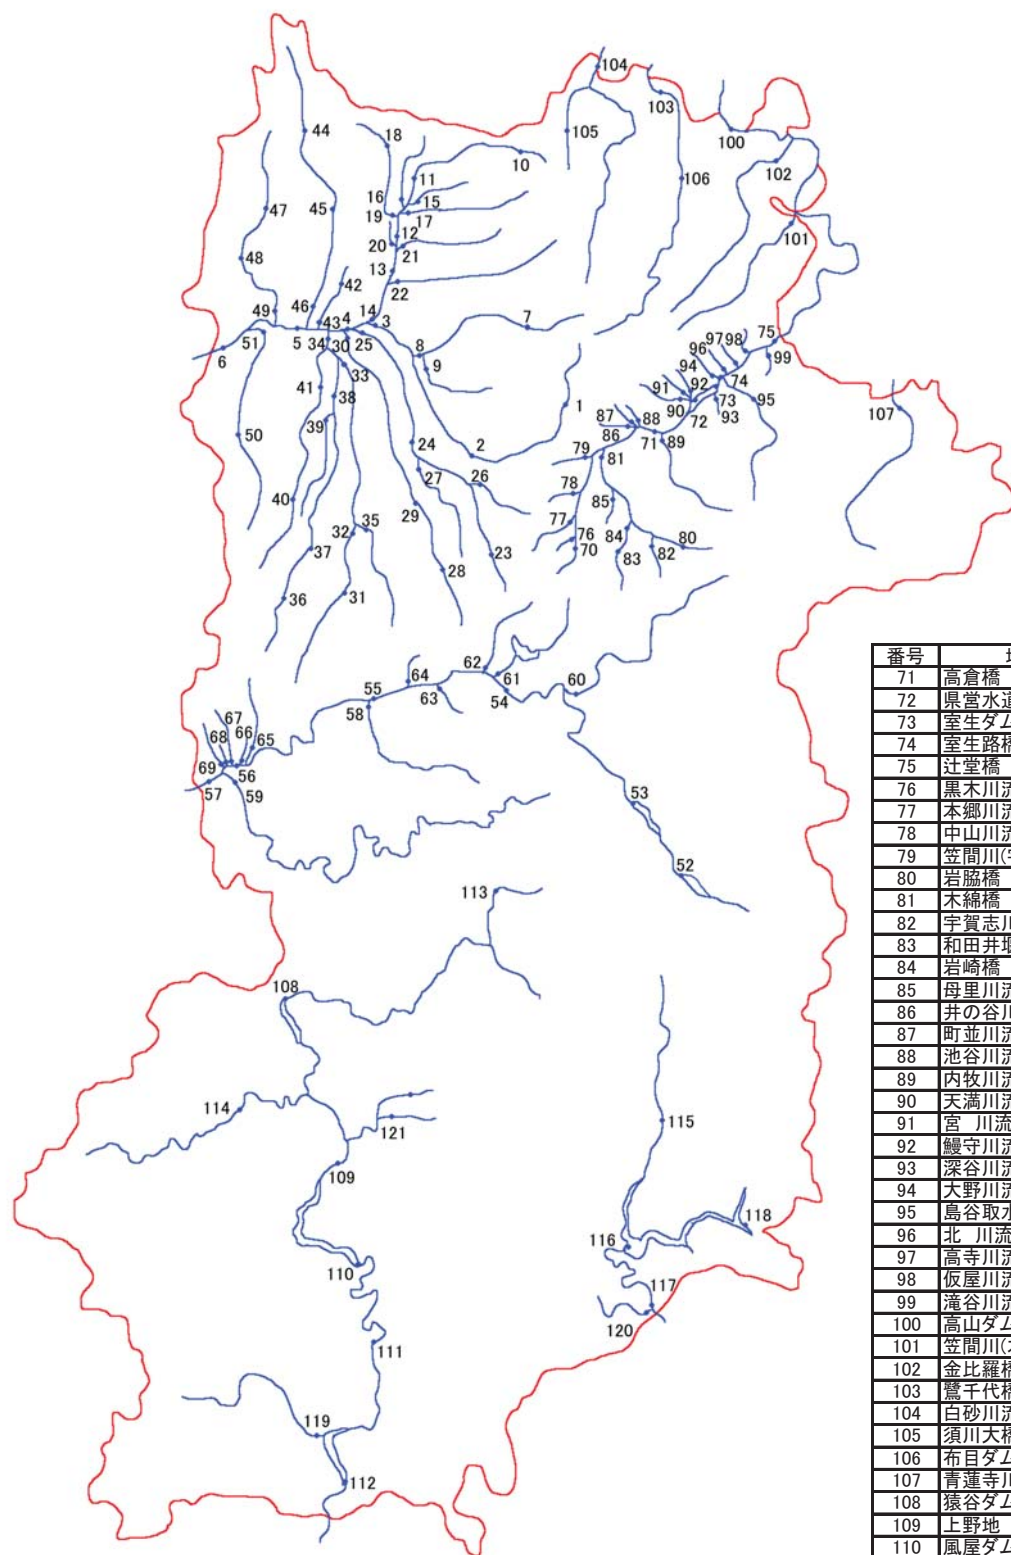 104
103
44
105
100
18
10
102
11
106
16
15
47
45
19
17
12
101
20
21
48
13
42
22
46
49
14
43
4
3
7
51
5
34
30
25
75
6
8
98
97
33
9
96
99
94
74
41
38
91
92
95
73
107
1
39
87
90
93
88
72
50
86
71
89
24
2
79
81
27
26
78
40
85
29
77
35
32
76
84
80
37
23
70
83
82
28
36
31
62
64
61
60
55
63
54
58
67
66
65
68
69
56
57
59
53
52
113
108
114
115
121
109
118
116
110
117
120
111
119
112
番号
71 高倉橋
72 県営水道
73 室生ダム
74 室生路橋
75 辻堂橋
76 黒木川流
77 本郷川流
78 中山川流
79 笠間川(
80 岩脇橋
81 木綿橋
82 宇賀志川
83 和田井堰
84 岩崎橋
85 母里川流
86 井の谷川
87 町並川流
88 池谷川流
89 内牧川流
90 天満川流
91 宮 川流
92 鰻守川流
93 深谷川流
94 大野川流
95 島谷取水
96 北 川流
97 高寺川流
98 仮屋川流
99 滝谷川流
100 高山ダム
101 笠間川(
102 金比羅橋
103 鷺千代橋
104 白砂川流
105 須川大橋
106 布目ダム
107 青蓮寺川
108 猿谷ダム
109 上野地
110 風屋ダム